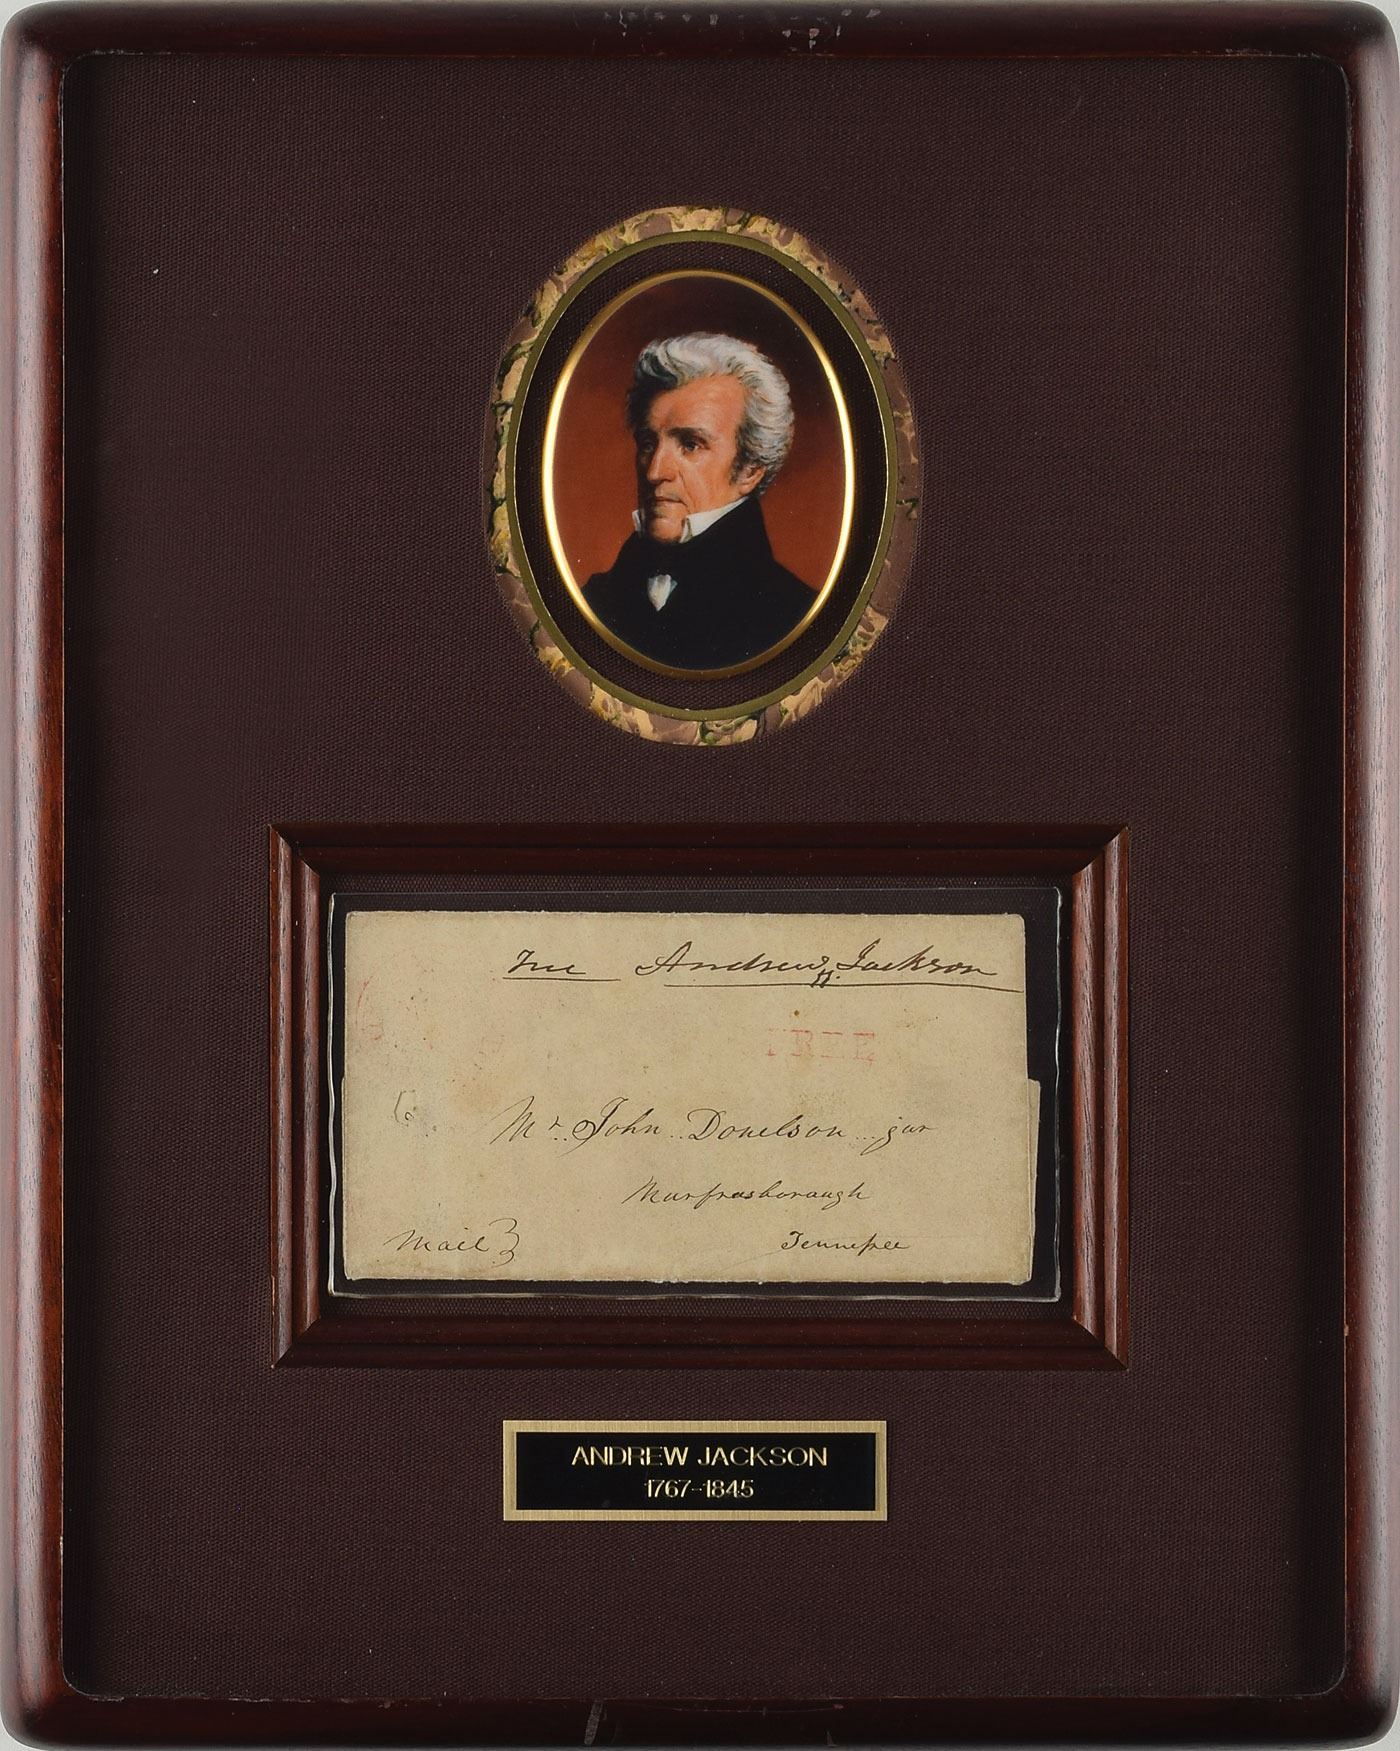 Free Andrew Jackson
FREE
Mr. John Donelson jur
Murfreesborough
Mail Tennessee
ANDREW JACKSON
1767-1845